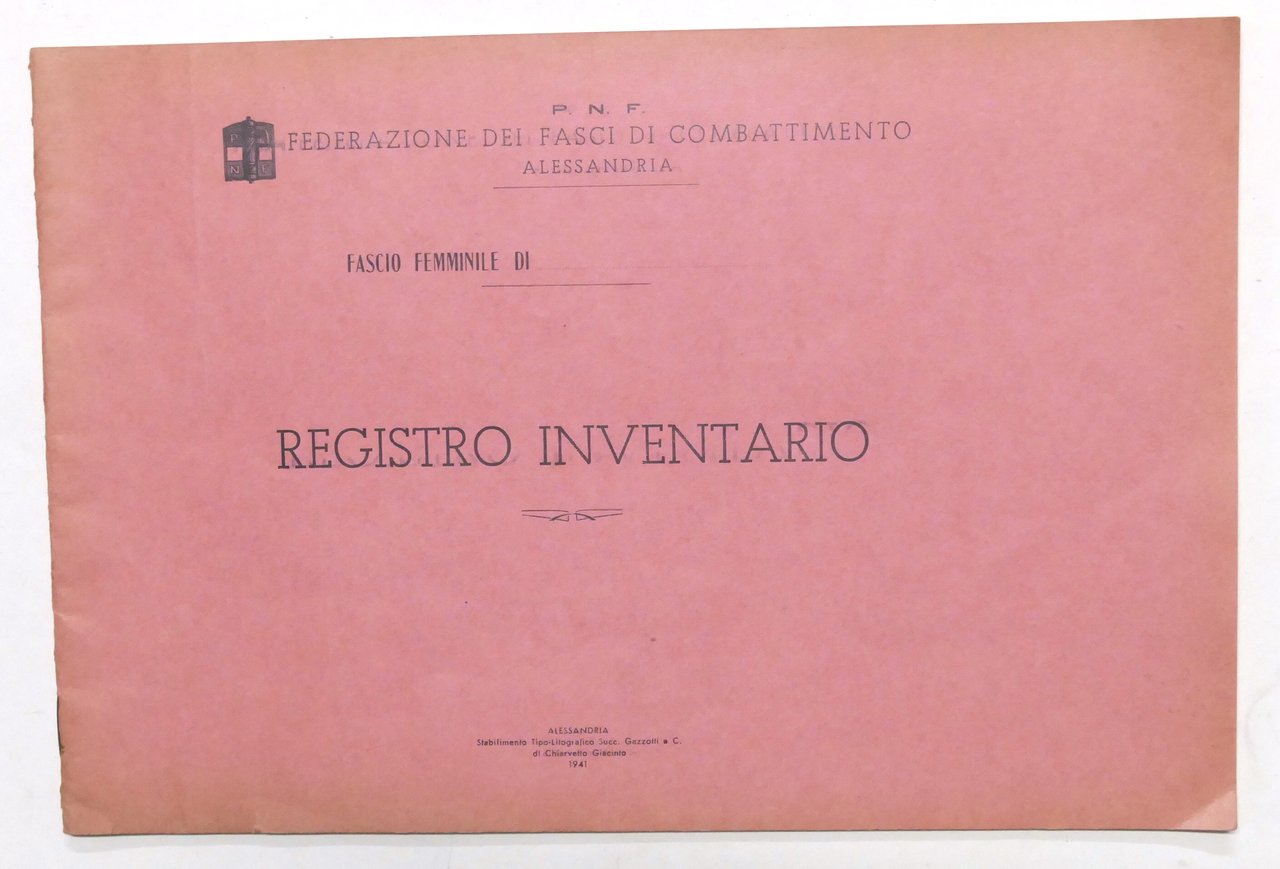 P. N. F.
FEDERAZIONE DEI FASCI DI COMBATTIMENTO
ALESSANDRIA
P N F
FASCIO FEMMINILE DI
REGISTRO INVENTARIO
ALESSANDRIA
Stabilimento Tipo-Litografico Succ. Gazzotti e C.
di Chiarvetto Giacinto
1941